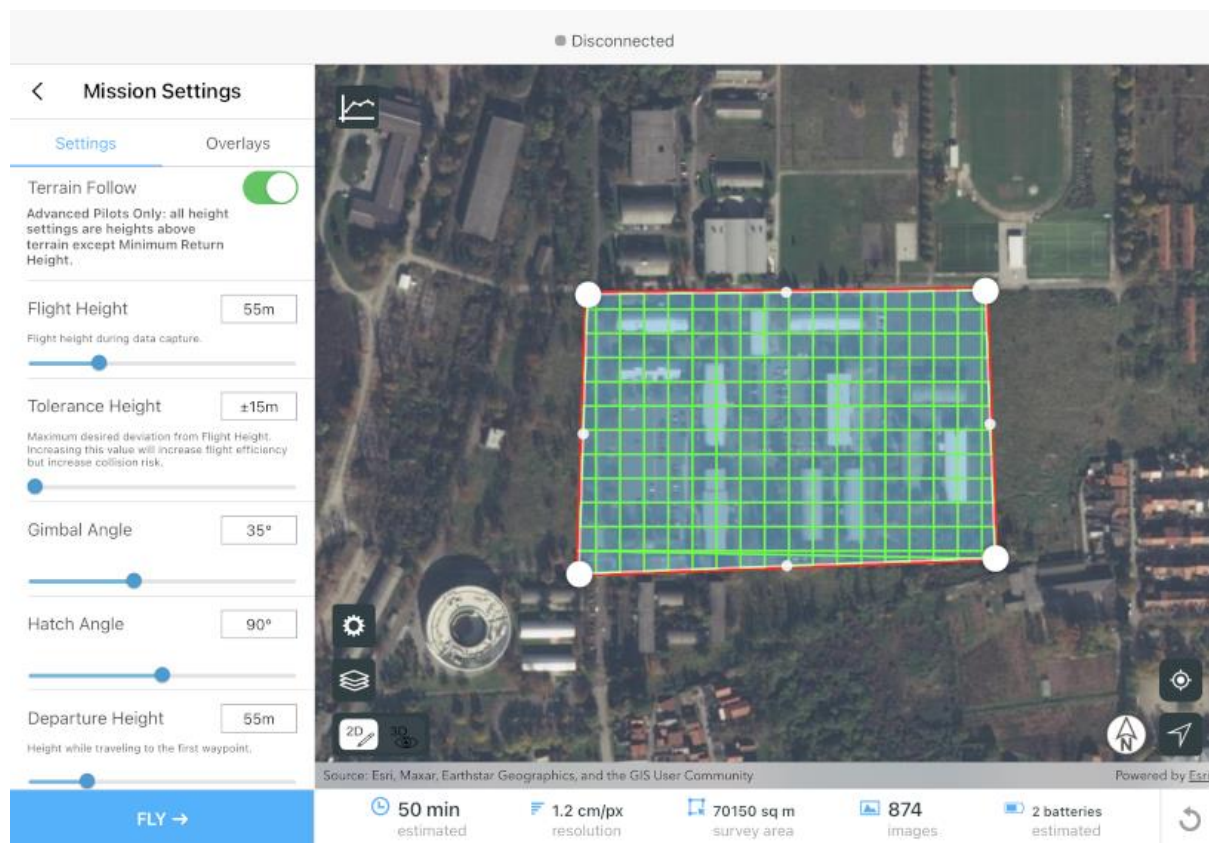 Disconnected
Mission Settings
Settings Overlays
Terrain Follow
Advanced Pilots Only: all height
settings are heights above
terrain except Minimum Return
Height.
Flight Height 55m
Flight height during data capture.
Tolerance Height ±15m
Maximum desired deviation from Flight Height.
Increasing this value will increase flight efficiency
but increase collision risk.
Gimbal Angle 35°
Hatch Angle 90°
Departure Height 55m
Height while traveling to the first waypoint.
FLY →
2D 3D
N
Source: Esri, Maxar, Earthstar Geographics, and the GIS User Community
Powered by Esri
50 min 1.2 cm/px 70150 sq m 874 2 batteries
estimated resolution survey area images estimated